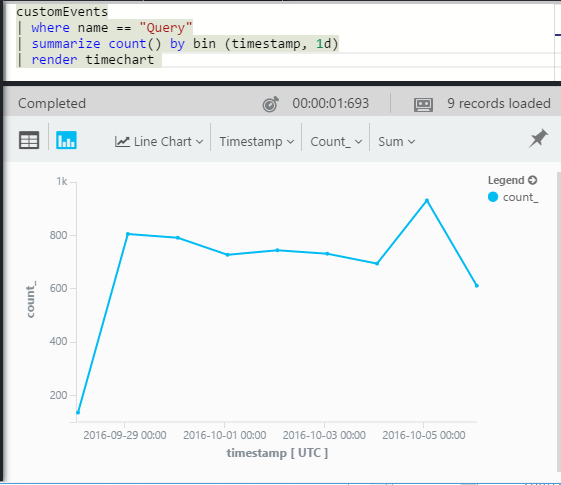 customEvents
| where name == "Query"
| summarize count() by bin (timestamp, 1d)
| render timechart
Completed 00:00:01:693 9 records loaded
Line Chart Timestamp Count_ Sum
Legend
count_
1k
800
600
400
200
count_
2016-09-29 00:00 2016-10-01 00:00 2016-10-03 00:00 2016-10-05 00:00
timestamp [ UTC ]